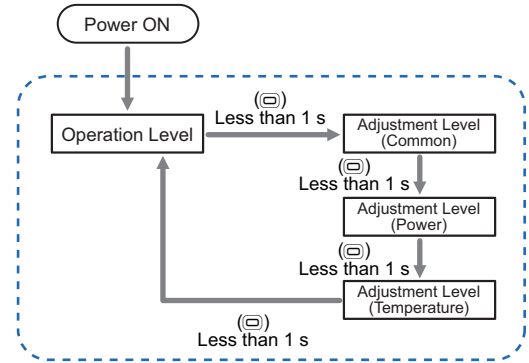 Power ON
Operation Level
Less than 1 s
Adjustment Level
(Common)
Less than 1 s
Adjustment Level
(Power)
Less than 1 s
Adjustment Level
(Temperature)
Less than 1 s